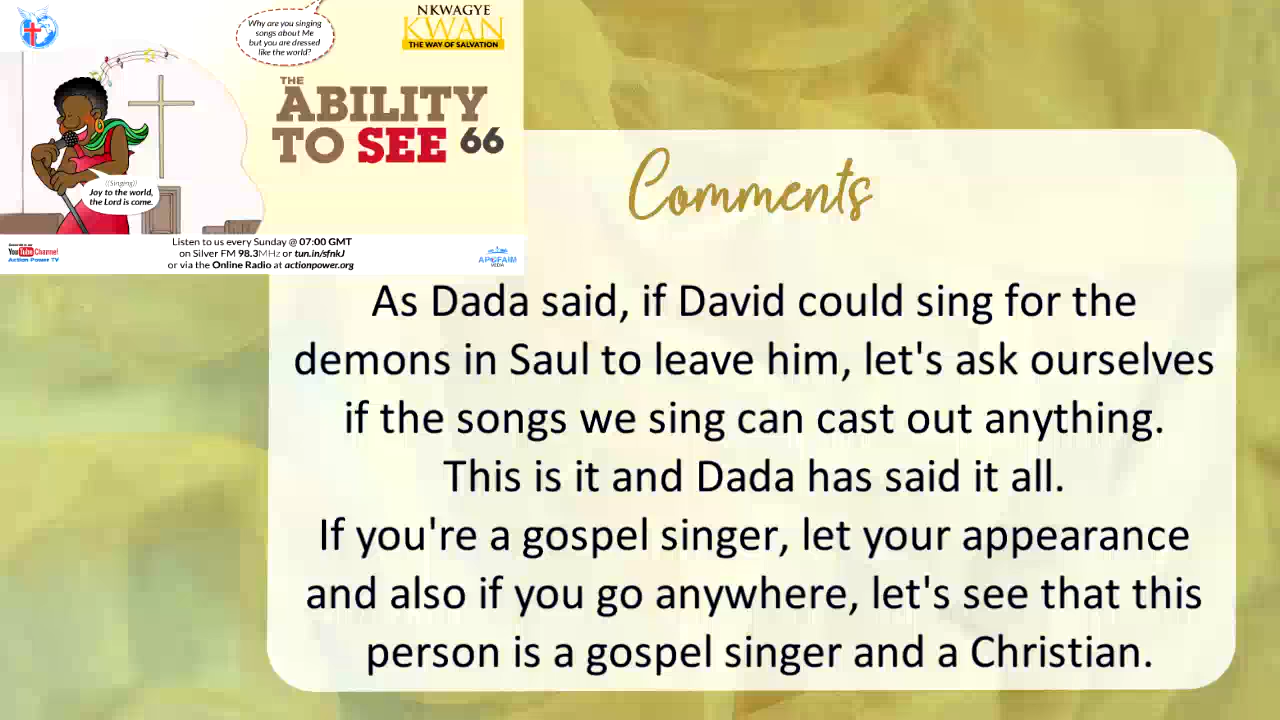 Why are you singing
songs about Me
but you are dressed
like the world?
NKWAGYE
KWAN
THE WAY OF SALVATION
THE
ABILITY
TO SEE 66
((Singing))
Joy to the world,
the Lord is come.
Listen to us every Sunday @ 07:00 GMT
on Silver FM 98.3MHz or tun.in/sfnkJ
or via the Online Radio at actionpower.org
YouTube Channel
Action Power TV
Comments
As Dada said, if David could sing for the
demons in Saul to leave him, let's ask ourselves
if the songs we sing can cast out anything.
This is it and Dada has said it all.
If you're a gospel singer, let your appearance
and also if you go anywhere, let's see that this
person is a gospel singer and a Christian.